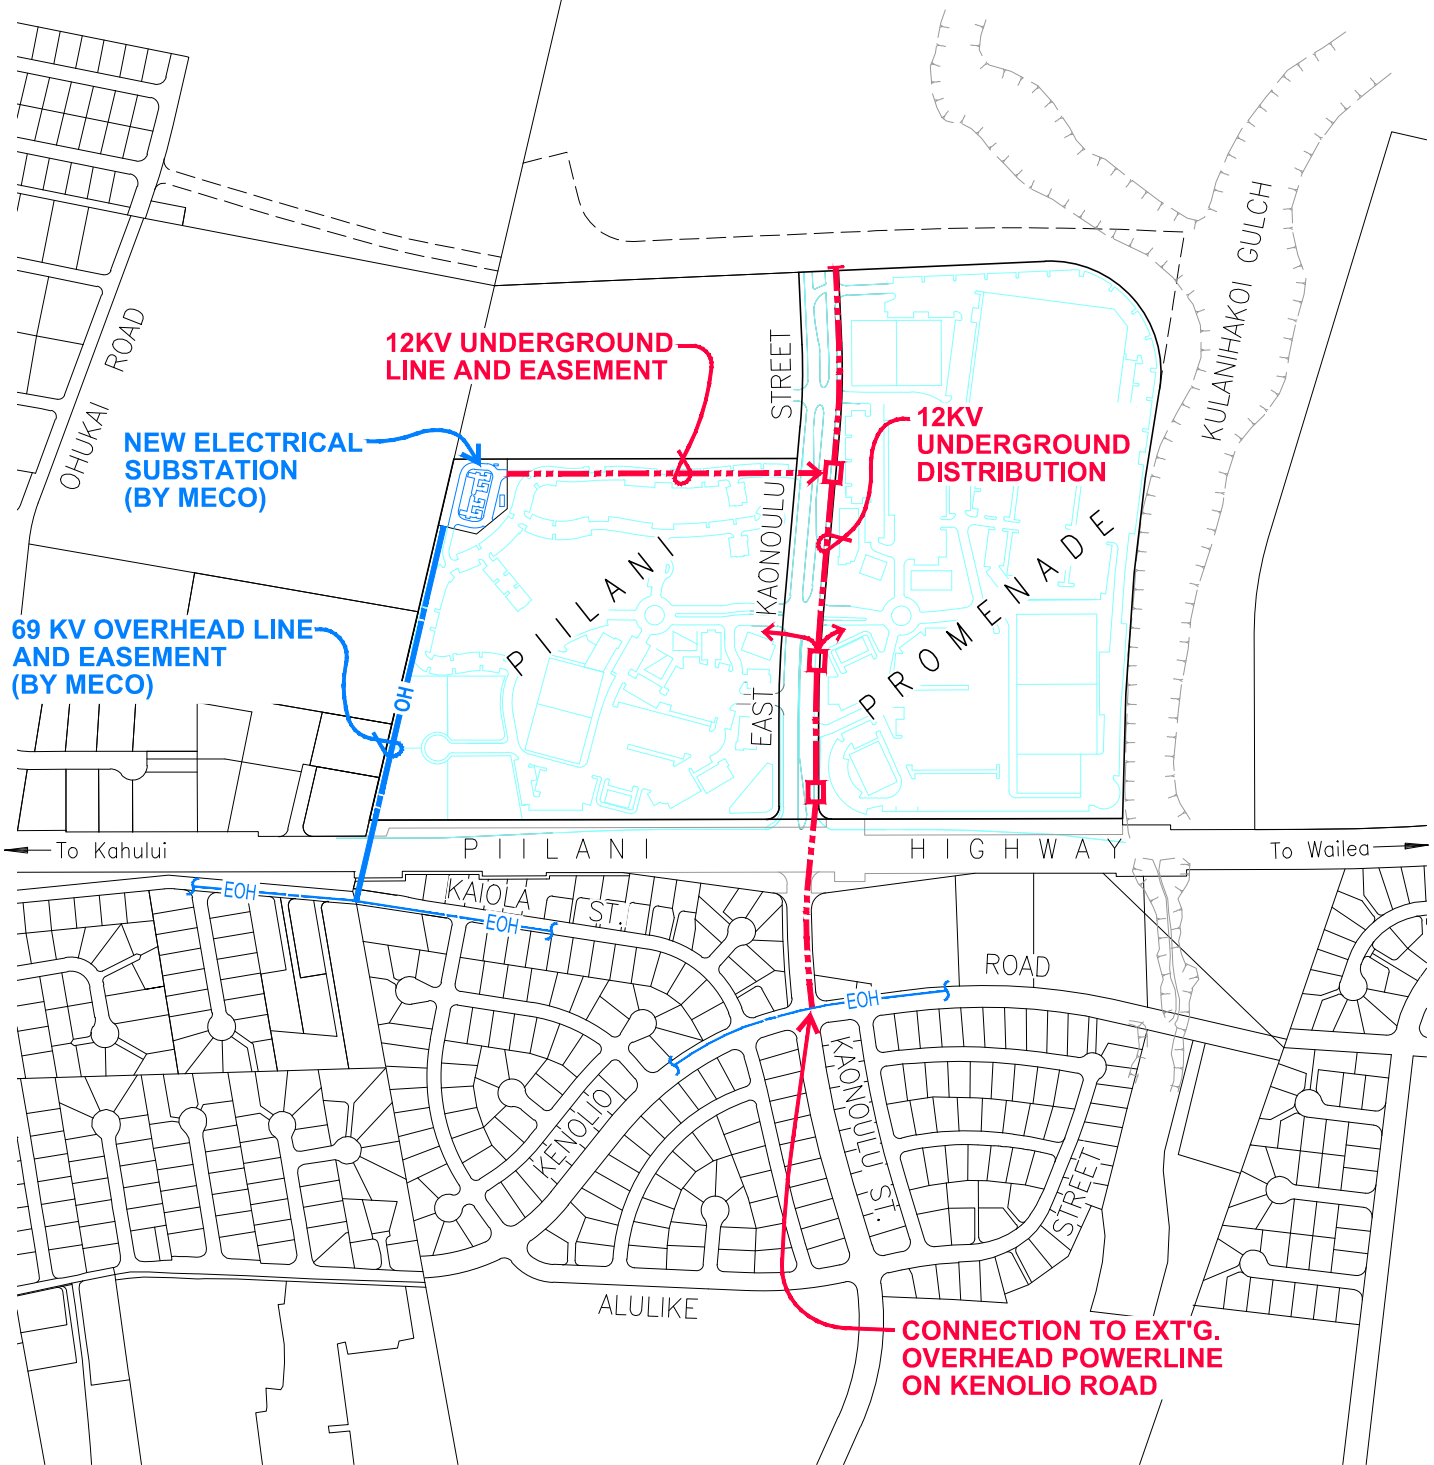 KULANIHAKOI GULCH
OHUKAI ROAD
12KV UNDERGROUND
LINE AND EASEMENT
EAST KAONOULU STREET
12KV
UNDERGROUND
DISTRIBUTION
NEW ELECTRICAL
SUBSTATION
(BY MECO)
PIILANI
PROMENADE
69 KV OVERHEAD LINE
AND EASEMENT
(BY MECO)
OH
To Kahului
PIILANI HIGHWAY
To Wailea
EOH
KAIOLA ST.
EOH
ROAD
EOH
KENOLIO
KAONOULU ST.
STREET
ALULIKE
CONNECTION TO EXT'G.
OVERHEAD POWERLINE
ON KENOLIO ROAD